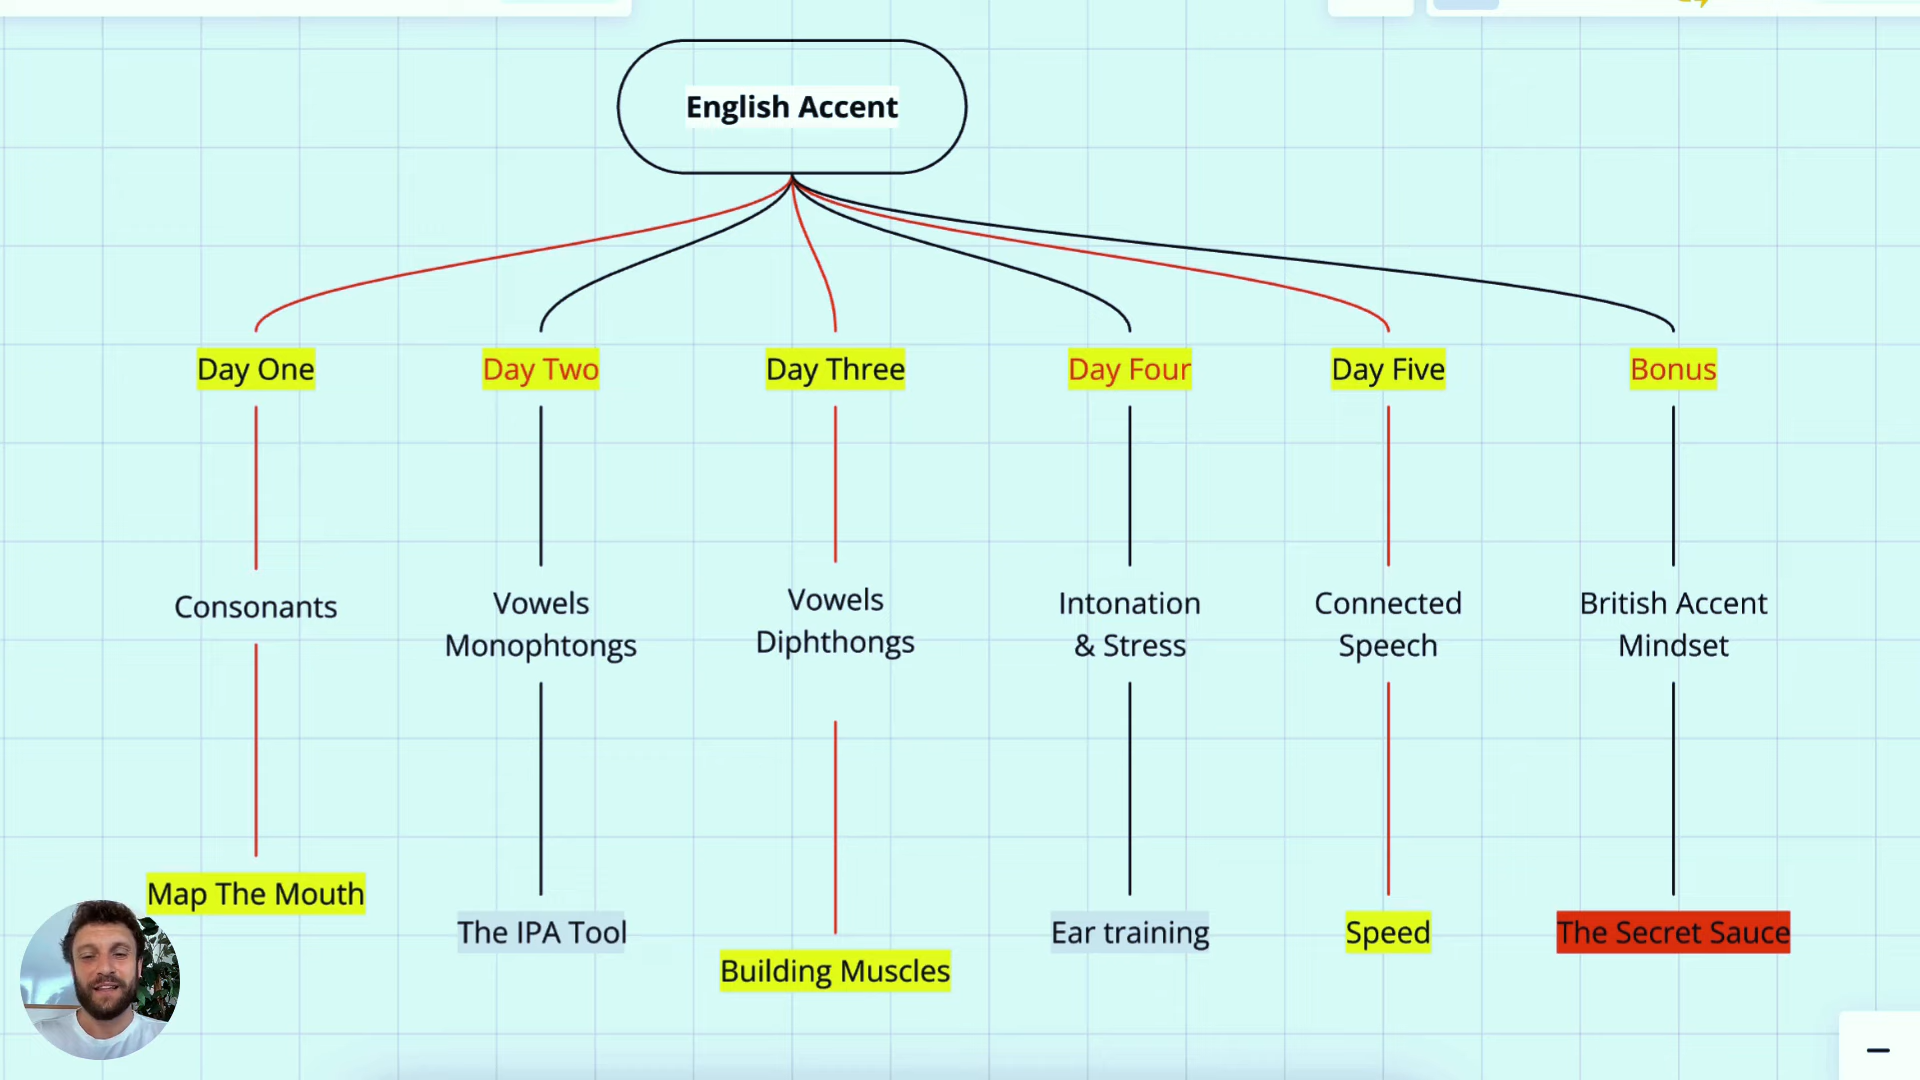 English Accent
Day One
Day Two
Day Three
Day Four
Day Five
Bonus
Consonants
Vowels
Monophtongs
Vowels
Diphthongs
Intonation
& Stress
Connected
Speech
British Accent
Mindset
Map The Mouth
The IPA Tool
Building Muscles
Ear training
Speed
The Secret Sauce